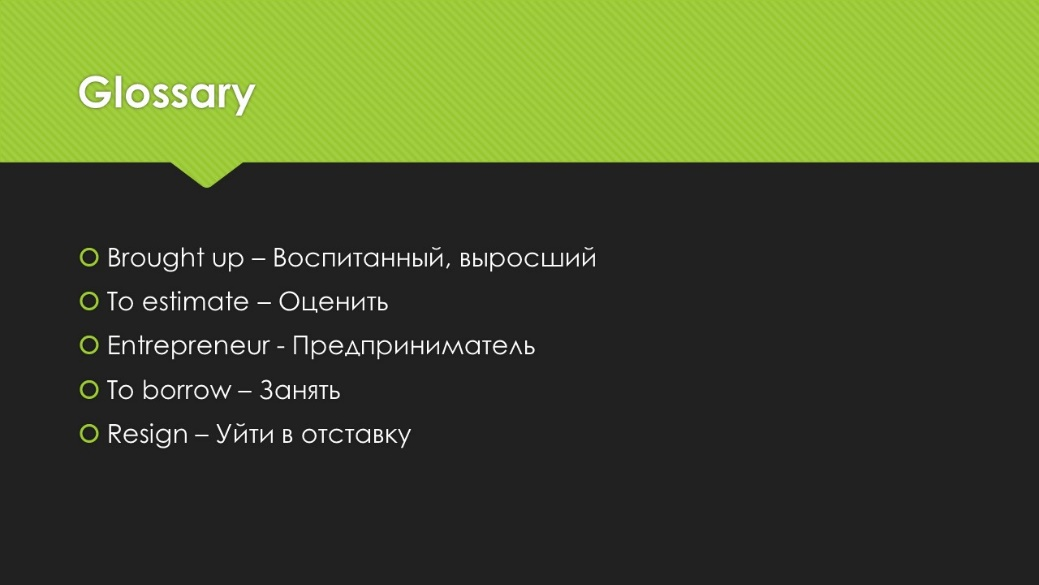 Glossary
Brought up – Воспитанный, выросший
To estimate – Оценить
Entrepreneur - Предприниматель
To borrow – Занять
Resign – Уйти в отставку